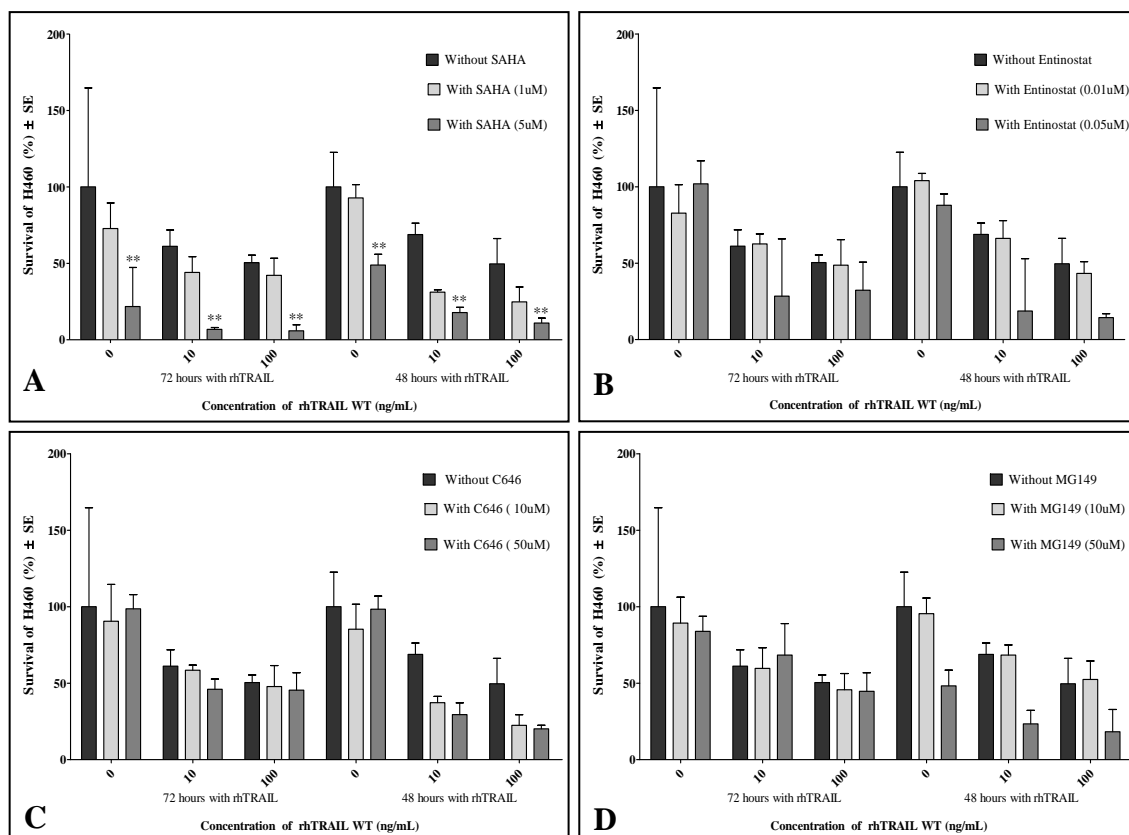 200
150
100
50
0
Survival of H460 (%) ± SE
Without SAHA
With SAHA (1uM)
With SAHA (5uM)
** ** ** ** ** **
0 10 100 0 10 100
72 hours with rhTRAIL 48 hours with rhTRAIL
Concentration of rhTRAIL WT (ng/mL)
A
200
150
100
50
0
Survival of H460 (%) ± SE
Without Entinostat
With Entinostat (0.01uM)
With Entinostat (0.05uM)
0 10 100 0 10 100
72 hours with rhTRAIL 48 hours with rhTRAIL
Concentration of rhTRAIL WT (ng/mL)
B
200
150
100
50
0
Survival of H460 (%) ± SE
Without C646
With C646 ( 10uM)
With C646 ( 50uM)
0 10 100 0 10 100
72 hours with rhTRAIL 48 hours with rhTRAIL
Concentration of rhTRAIL WT (ng/mL)
C
200
150
100
50
0
Survival of H460 (%) ± SE
Without MG149
With MG149 (10uM)
With MG149 (50uM)
0 10 100 0 10 100
72 hours with rhTRAIL 48 hours with rhTRAIL
Concentration of rhTRAIL WT (ng/mL)
D